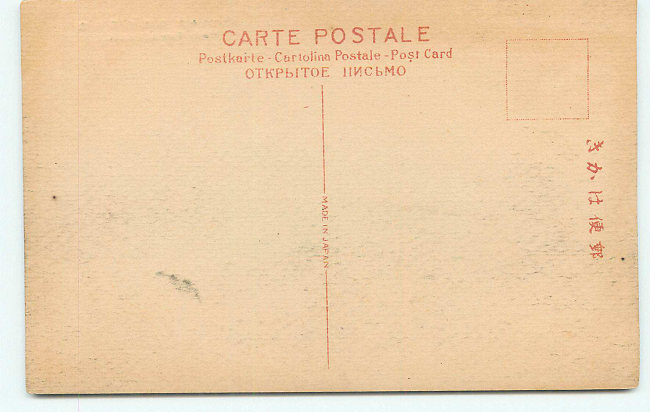 CARTE POSTALE
Postkarte - Cartolina Postale - Post Card
ОТКРЫТОЕ ПИСЬМО
MADE IN JAPAN
郵便はかき